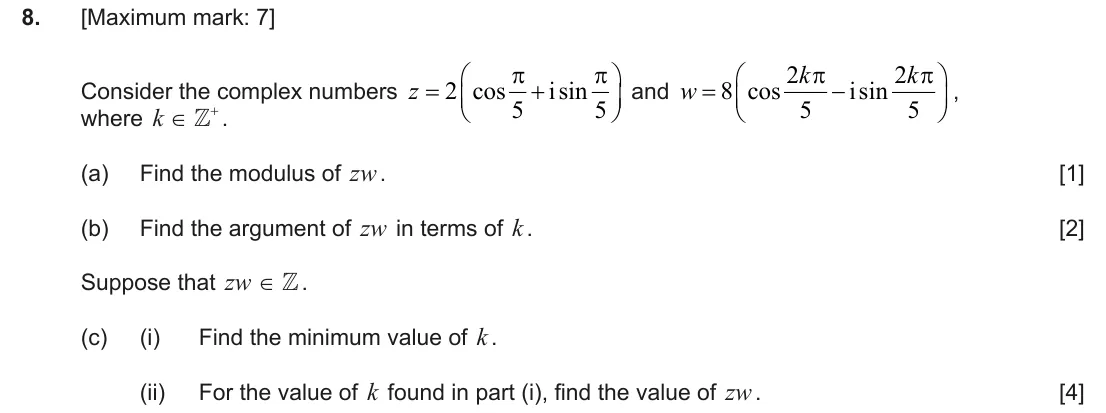 8. [Maximum mark: 7]
Consider the complex numbers z = 2(cos π/5 + i sin π/5) and w = 8(cos 2kπ/5 − i sin 2kπ/5),
where k ∈ ℤ⁺.
(a) Find the modulus of zw. [1]
(b) Find the argument of zw in terms of k. [2]
Suppose that zw ∈ ℤ.
(c) (i) Find the minimum value of k.
(ii) For the value of k found in part (i), find the value of zw. [4]